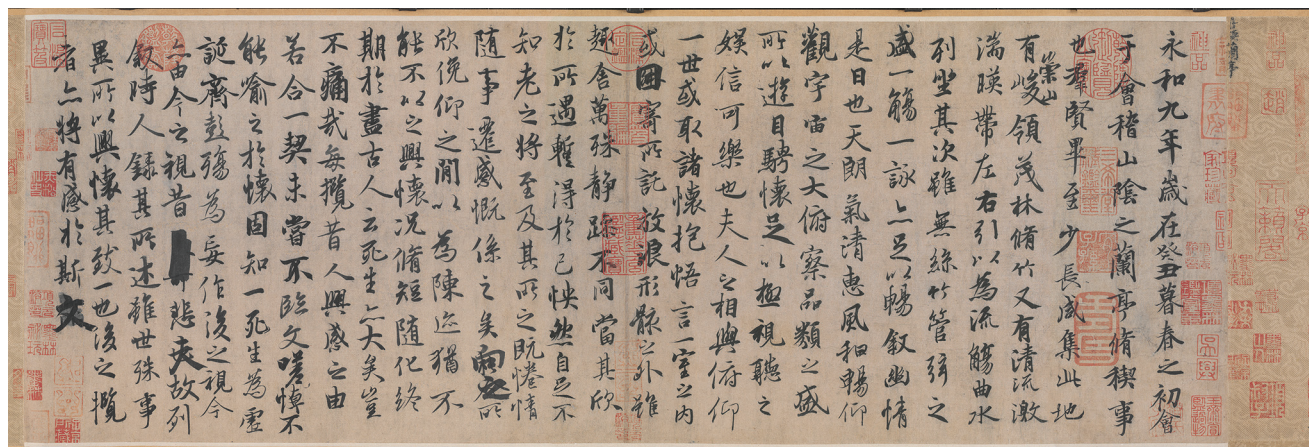 永和九年歲在癸丑暮春之初會
于會稽山陰之蘭亭脩稧事
也羣賢畢至少長咸集此地
有崇山峻領茂林脩竹又有清流激
湍暎帶左右引以為流觴曲水
列坐其次雖無絲竹管弦之
盛一觴一詠亦足以暢敘幽情
是日也天朗氣清惠風和暢仰
觀宇宙之大俯察品類之盛
所以遊目騁懷足以極視聽之
娛信可樂也夫人之相與俯仰
一世或取諸懷抱悟言一室之內
或因寄所託放浪形骸之外雖
趣舍萬殊靜躁不同當其欣
於所遇暫得於己怏然自足不
知老之將至及其所之既惓情
隨事遷感慨係之矣向之所
欣俛仰之閒以為陳迹猶不
能不以之興懷況脩短隨化終
期於盡古人云死生亦大矣豈
不痛哉每攬昔人興感之由
若合一契未嘗不臨文嗟悼不
能喻之於懷固知一死生為虛
誕齊彭殤為妄作後之視今
亦由今之視昔悲夫故列
敘時人錄其所述雖世殊事
異所以興懷其致一也後之攬
者亦將有感於斯文